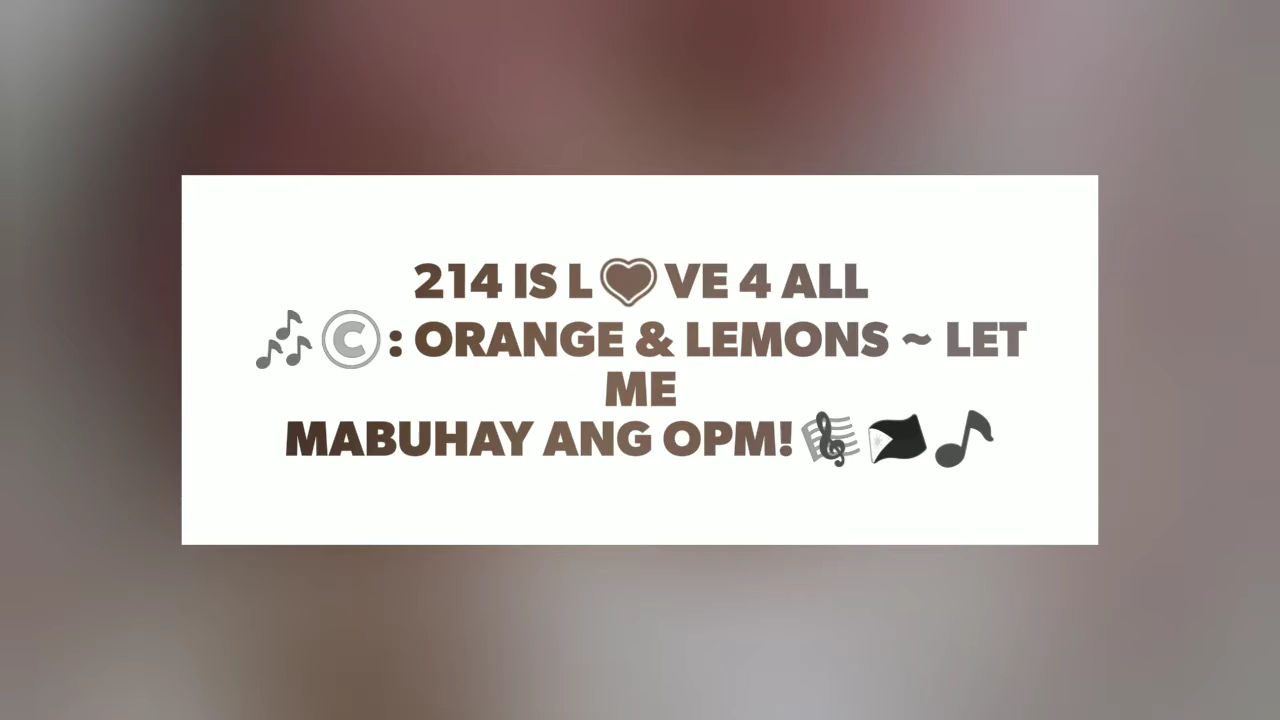 214 IS L💟VE 4 ALL
🎶©️: ORANGE & LEMONS ~ LET
ME
MABUHAY ANG OPM!🎼🇵🇭🎵